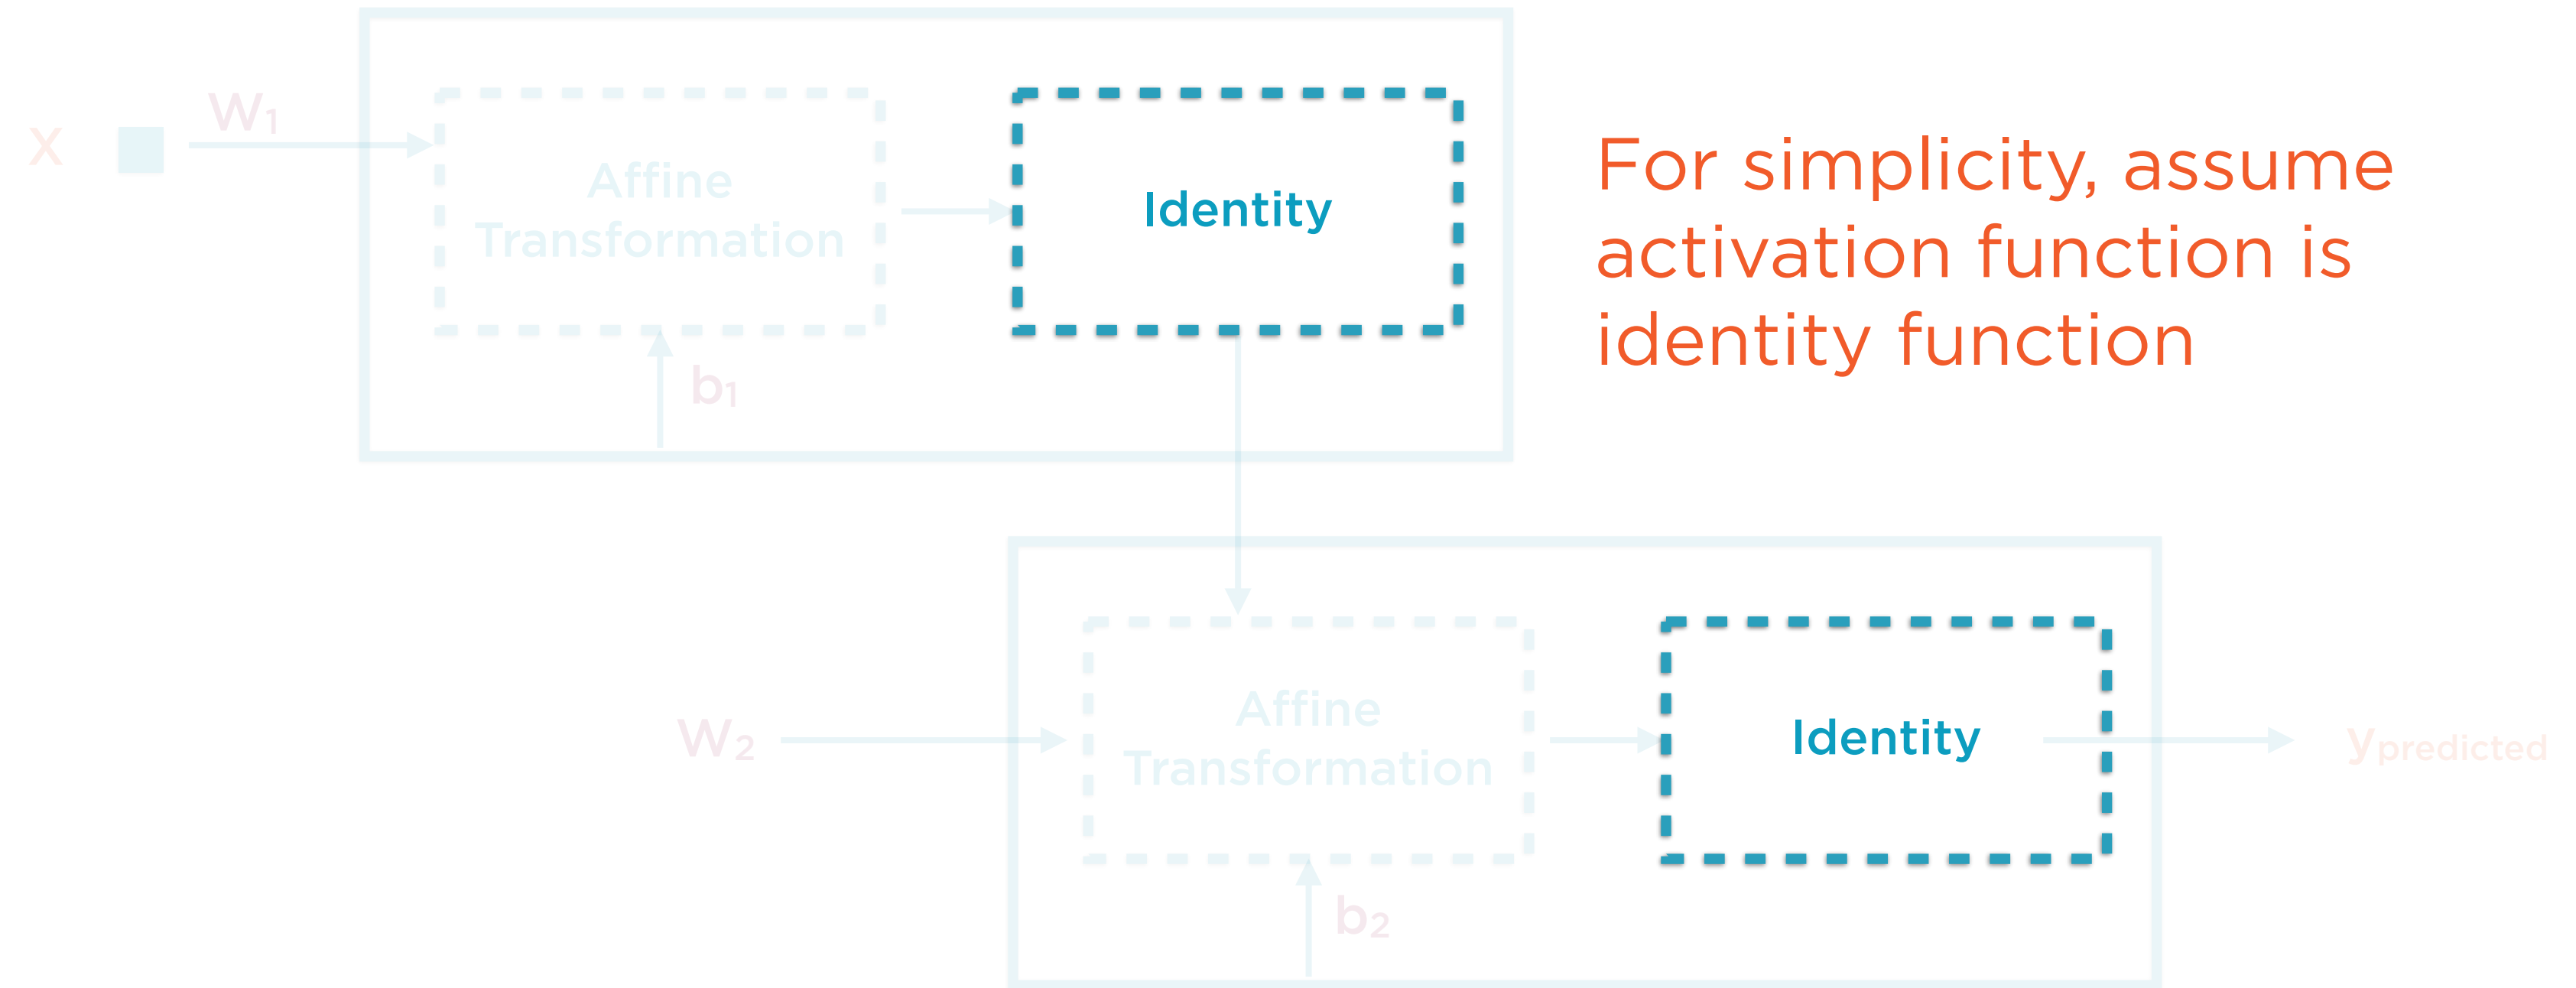 X
W₁
Affine
Transformation
Identity
b₁
For simplicity, assume
activation function is
identity function
W₂
Affine
Transformation
Identity
b₂
ypredicted